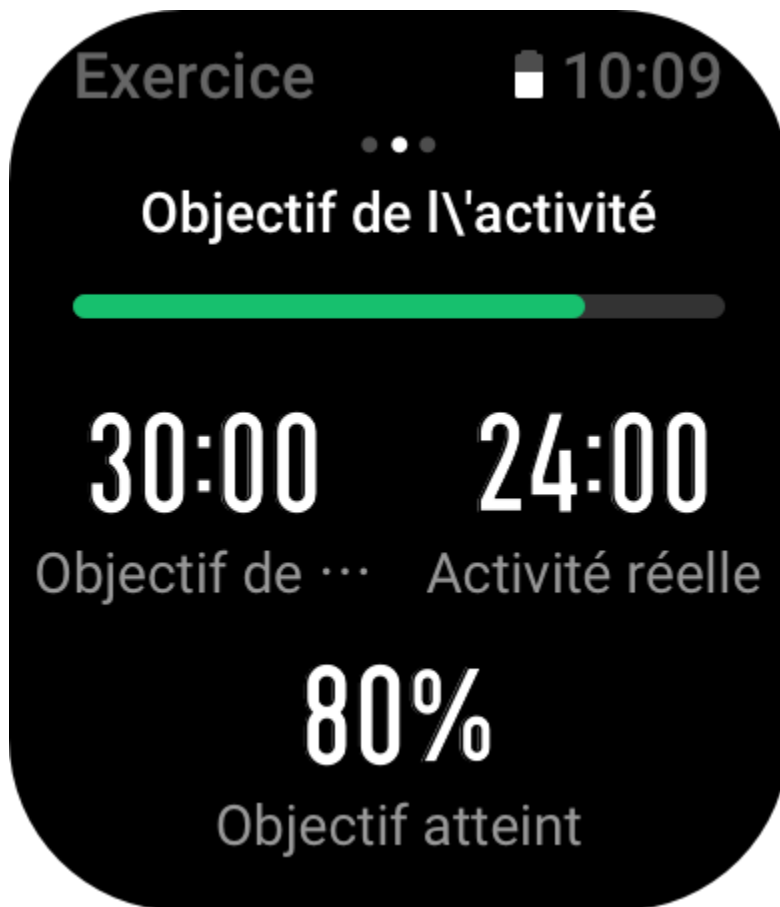 Exercice 10:09
Objectif de l\'activité
30:00 24:00
Objectif de ··· Activité réelle
80%
Objectif atteint